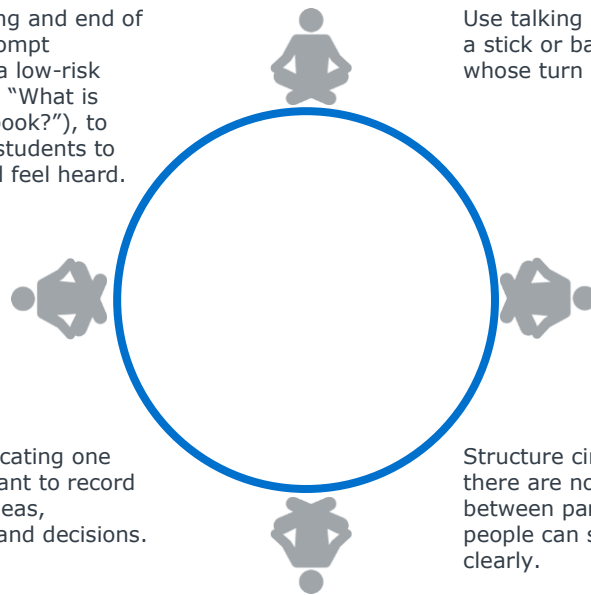 ng and end of
ompt
a low-risk
“What is
ook?”), to
students to
l feel heard.
Use talking
a stick or ba
whose turn
cating one
ant to record
eas,
and decisions.
Structure cir
there are no
between par
people can s
clearly.